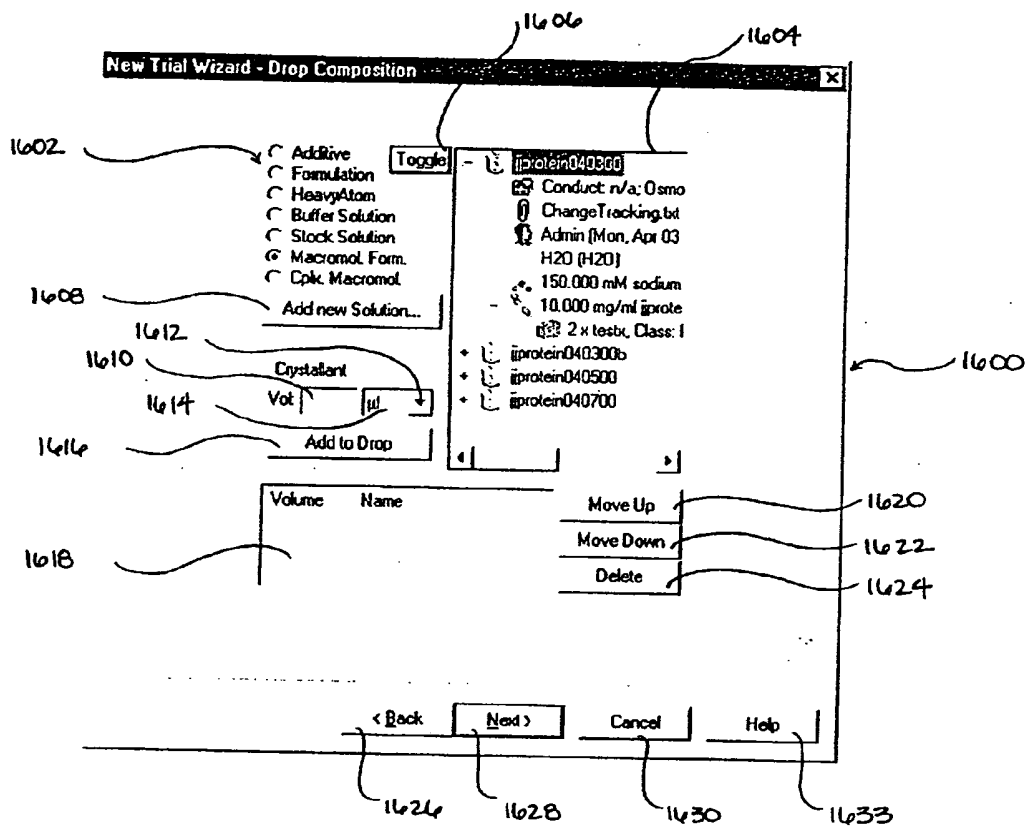 1606
1604
New Trial Wizard - Drop Composition
1602
Additive
Toggle
Formulation
HeavyAtom
Buffer Solution
Stock Solution
Macromol. Form.
Cplx. Macromol.
jjprotein040300
Conduct: n/a; Osmo
ChangeTracking.txt
Admin (Mon, Apr 03
H2O (H2O)
150.000 mM sodium
10.000 mg/ml jjprote
2 x testx, Class: I
jjprotein040300b
jjprotein040500
jjprotein040700
1608
Add new Solution...
1612
1610
Crystallant
1600
Vol:
µl
1614
1616
Add to Drop
Volume Name
Move Up
1620
Move Down
1622
1618
Delete
1624
< Back
Next >
Cancel
Help
1626
1628
1630
1633